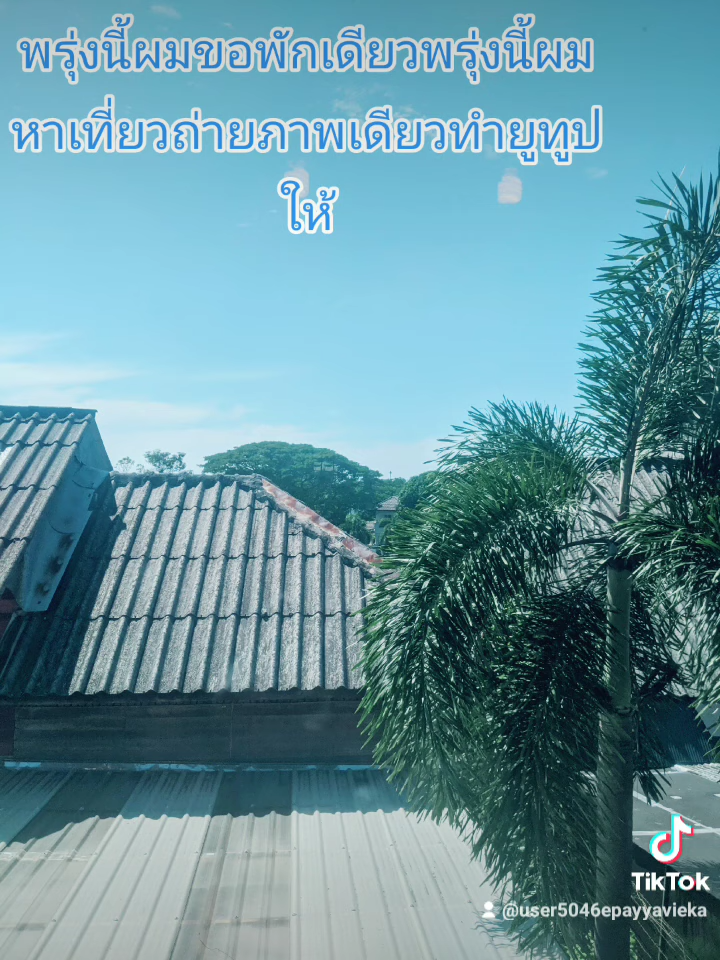 พรุ่งนี้ผมขอพักเดียวพรุ่งนี้ผม
หาเที่ยวถ่ายภาพเดียวทำยูทูป
ให้
TikTok
@user5046epayyavieka